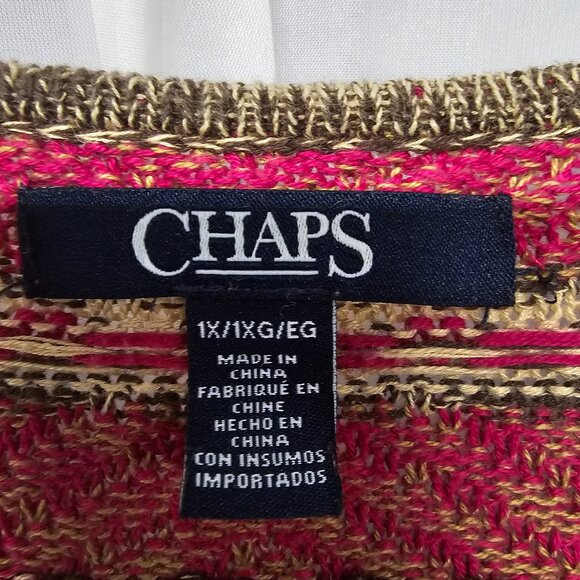 CHAPS
1X/1XG/EG
MADE IN
CHINA
FABRIQUÉ EN
CHINE
HECHO EN
CHINA
CON INSUMOS
IMPORTADOS